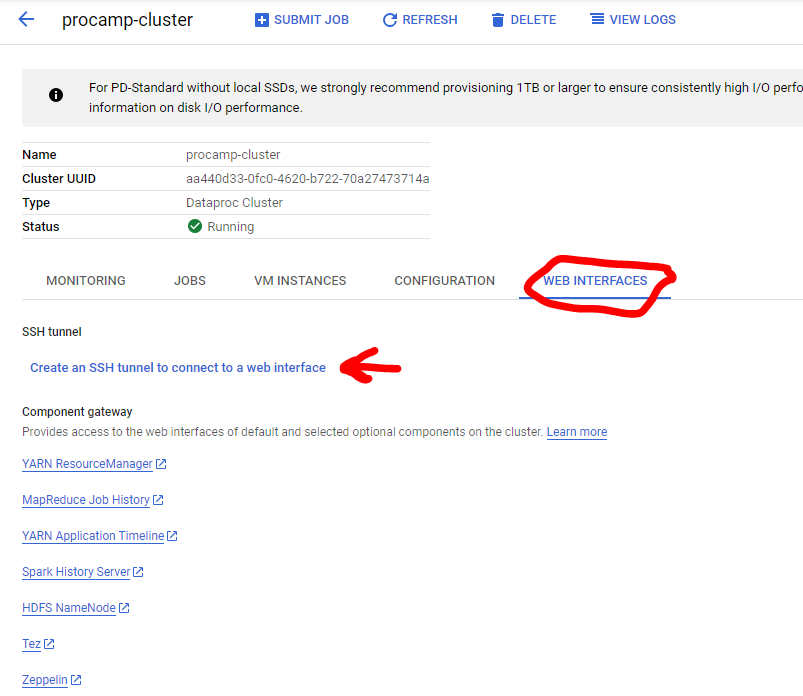 procamp-cluster SUBMIT JOB REFRESH DELETE VIEW LOGS
For PD-Standard without local SSDs, we strongly recommend provisioning 1TB or larger to ensure consistently high I/O perfo
information on disk I/O performance.
Name procamp-cluster
Cluster UUID aa440d33-0fc0-4620-b722-70a27473714a
Type Dataproc Cluster
Status Running
MONITORING JOBS VM INSTANCES CONFIGURATION WEB INTERFACES
SSH tunnel
Create an SSH tunnel to connect to a web interface
Component gateway
Provides access to the web interfaces of default and selected optional components on the cluster. Learn more
YARN ResourceManager
MapReduce Job History
YARN Application Timeline
Spark History Server
HDFS NameNode
Tez
Zeppelin